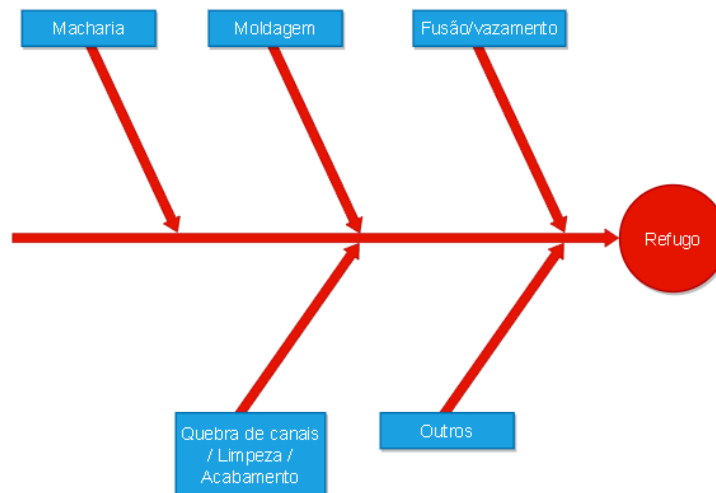 Macharia
Moldagem
Fusão/vazamento
Refugo
Quebra de canais
/ Limpeza /
Acabamento
Outros